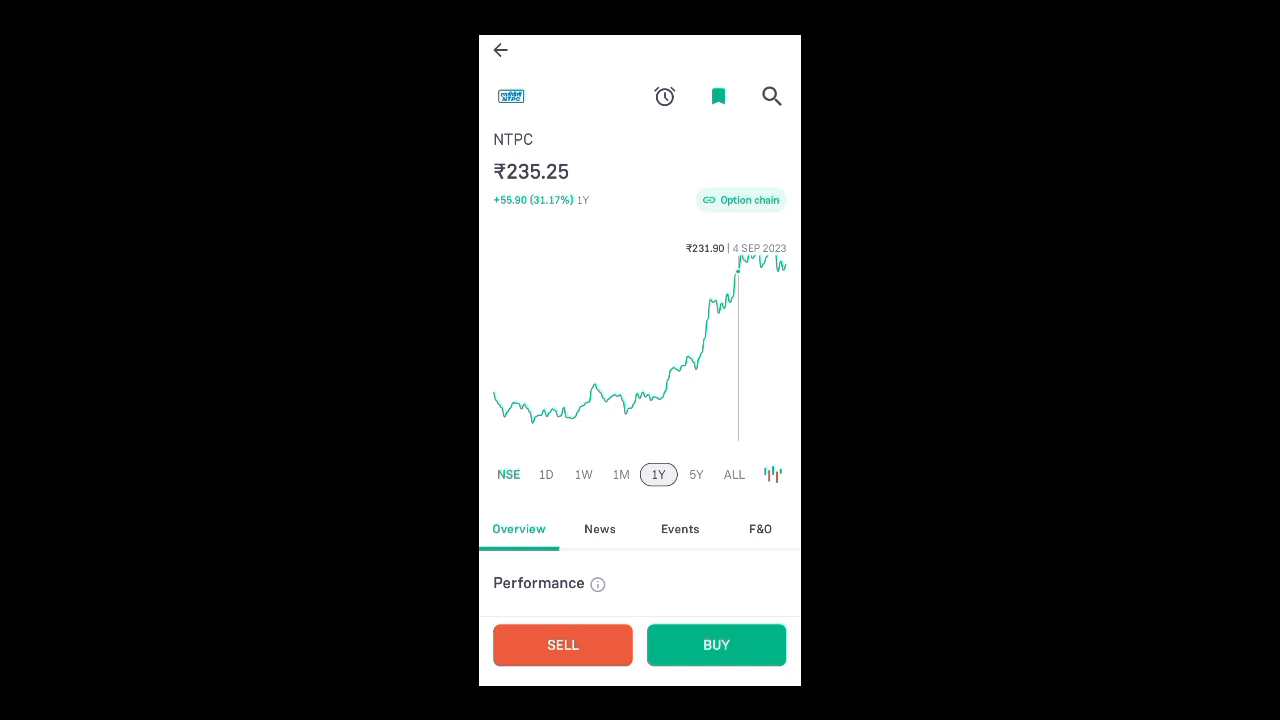 NTPC
NTPC
₹235.25
+55.90 (31.17%) 1Y
Option chain
₹231.90 | 4 SEP 2023
NSE 1D 1W 1M 1Y 5Y ALL
Overview News Events F&O
Performance
SELL BUY